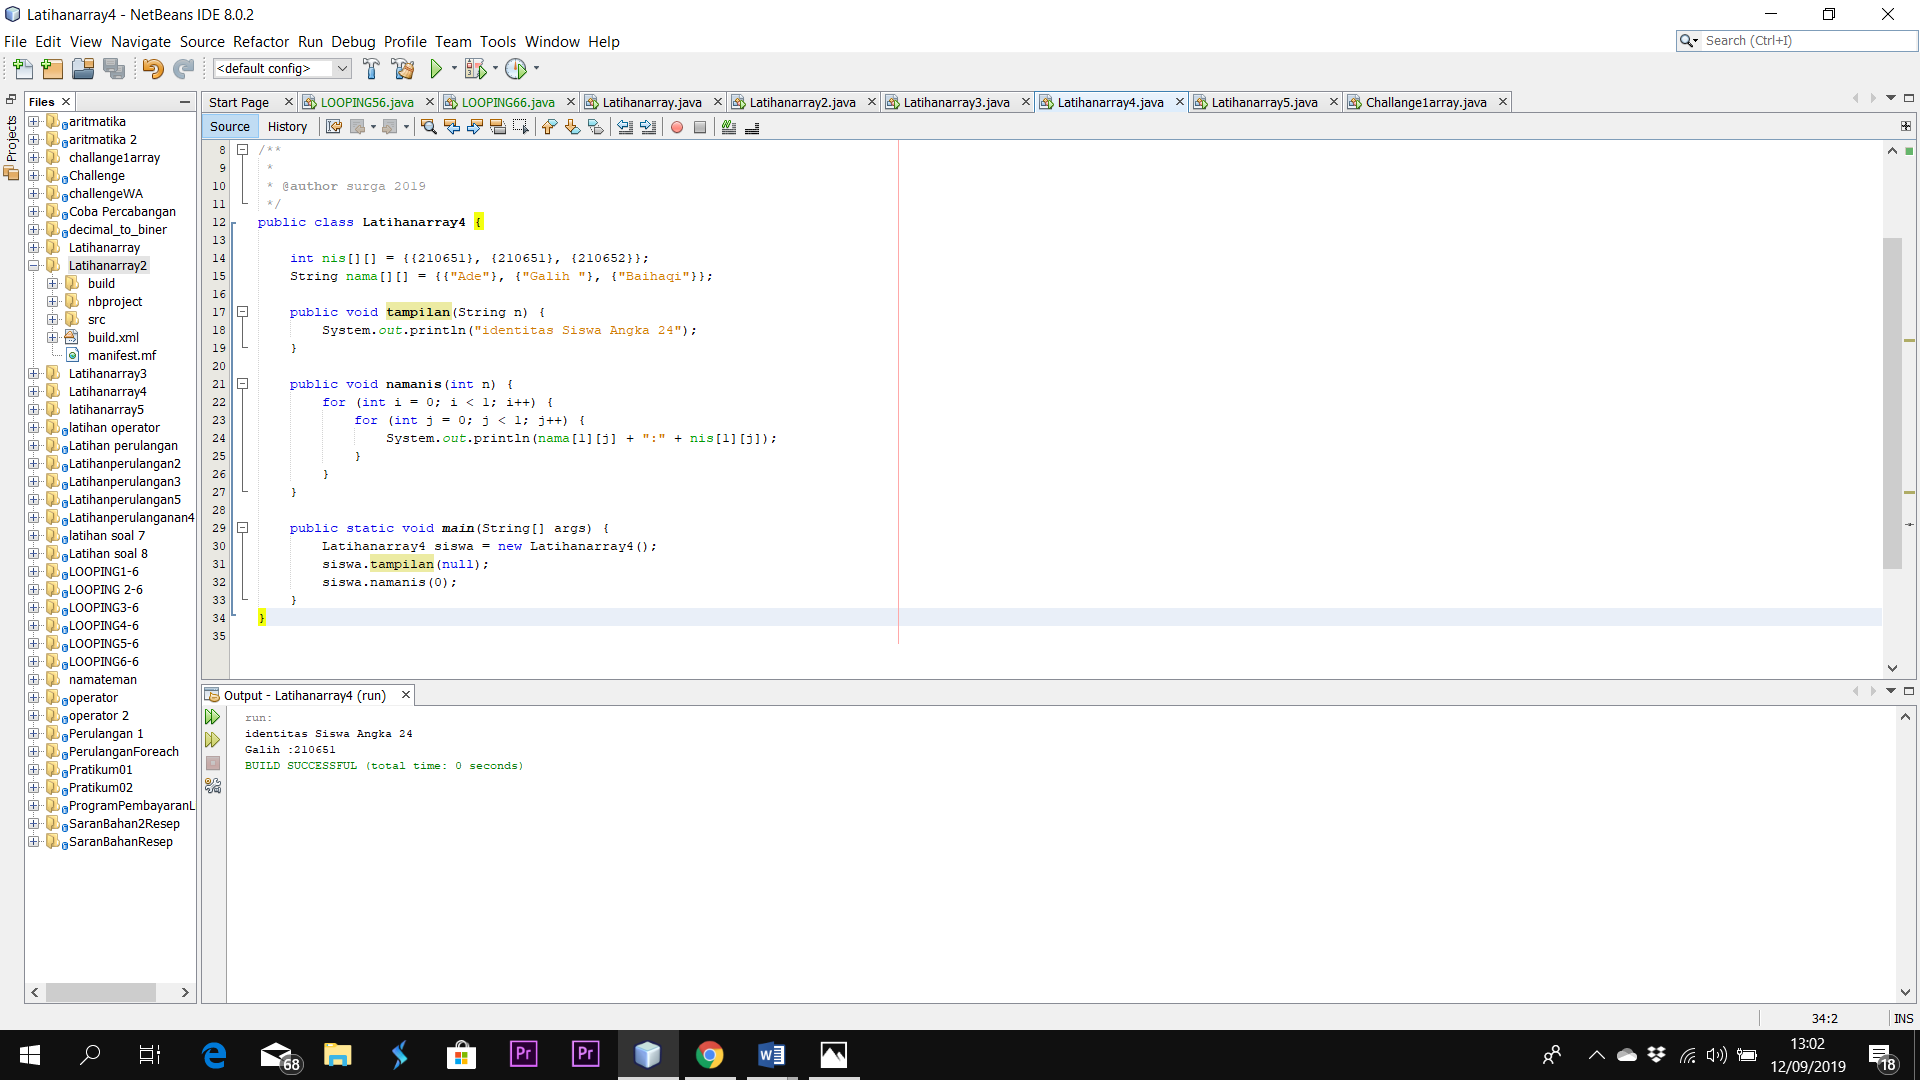 Latihanarray4 - NetBeans IDE 8.0.2
File Edit View Navigate Source Refactor Run Debug Profile Team Tools Window Help
Search (Ctrl+I)
<default config>
Projects
Files
aritmatika
aritmatika 2
challange1array
Challenge
challengeWA
Coba Percabangan
decimal_to_biner
Latihanarray
Latihanarray2
build
nbproject
src
build.xml
manifest.mf
Latihanarray3
Latihanarray4
latihanarray5
latihan operator
Latihan perulangan
Latihanperulangan2
Latihanperulangan3
Latihanperulangan5
Latihanperulanganan4
latihan soal 7
Latihan soal 8
LOOPING1-6
LOOPING 2-6
LOOPING3-6
LOOPING4-6
LOOPING5-6
LOOPING6-6
namateman
operator
operator 2
Perulangan 1
PerulanganForeach
Pratikum01
Pratikum02
ProgramPembayaranL
SaranBahan2Resep
SaranBahanResep
Start Page LOOPING56.java LOOPING66.java Latihanarray.java Latihanarray2.java Latihanarray3.java Latihanarray4.java Latihanarray5.java Challange1array.java
Source History
8 /**
9 *
10 * @author surga 2019
11 */
12 public class Latihanarray4 {
13
14 int nis[][] = {{210651}, {210651}, {210652}};
15 String nama[][] = {{"Ade"}, {"Galih "}, {"Baihaqi"}};
16
17 public void tampilan(String n) {
18 System.out.println("identitas Siswa Angka 24");
19 }
20
21 public void namanis(int n) {
22 for (int i = 0; i < 1; i++) {
23 for (int j = 0; j < 1; j++) {
24 System.out.println(nama[1][j] + ":" + nis[1][j]);
25 }
26 }
27 }
28
29 public static void main(String[] args) {
30 Latihanarray4 siswa = new Latihanarray4();
31 siswa.tampilan(null);
32 siswa.namanis(0);
33 }
34 }
35
Output - Latihanarray4 (run)
run:
identitas Siswa Angka 24
Galih :210651
BUILD SUCCESSFUL (total time: 0 seconds)
34:2 INS
68
Pr
Pr
13:02
12/09/2019
18